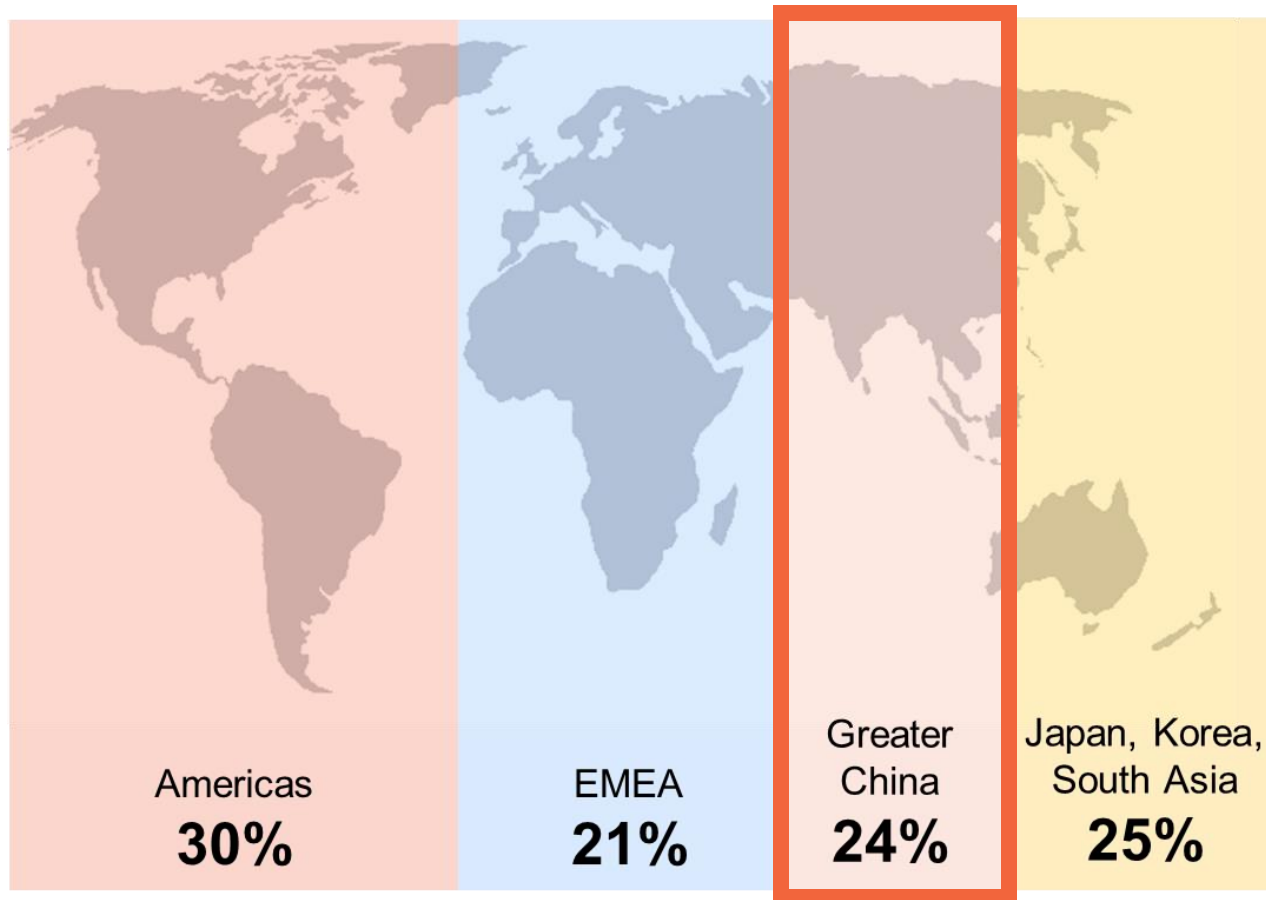 Americas
30%
EMEA
21%
Greater
China
24%
Japan, Korea,
South Asia
25%